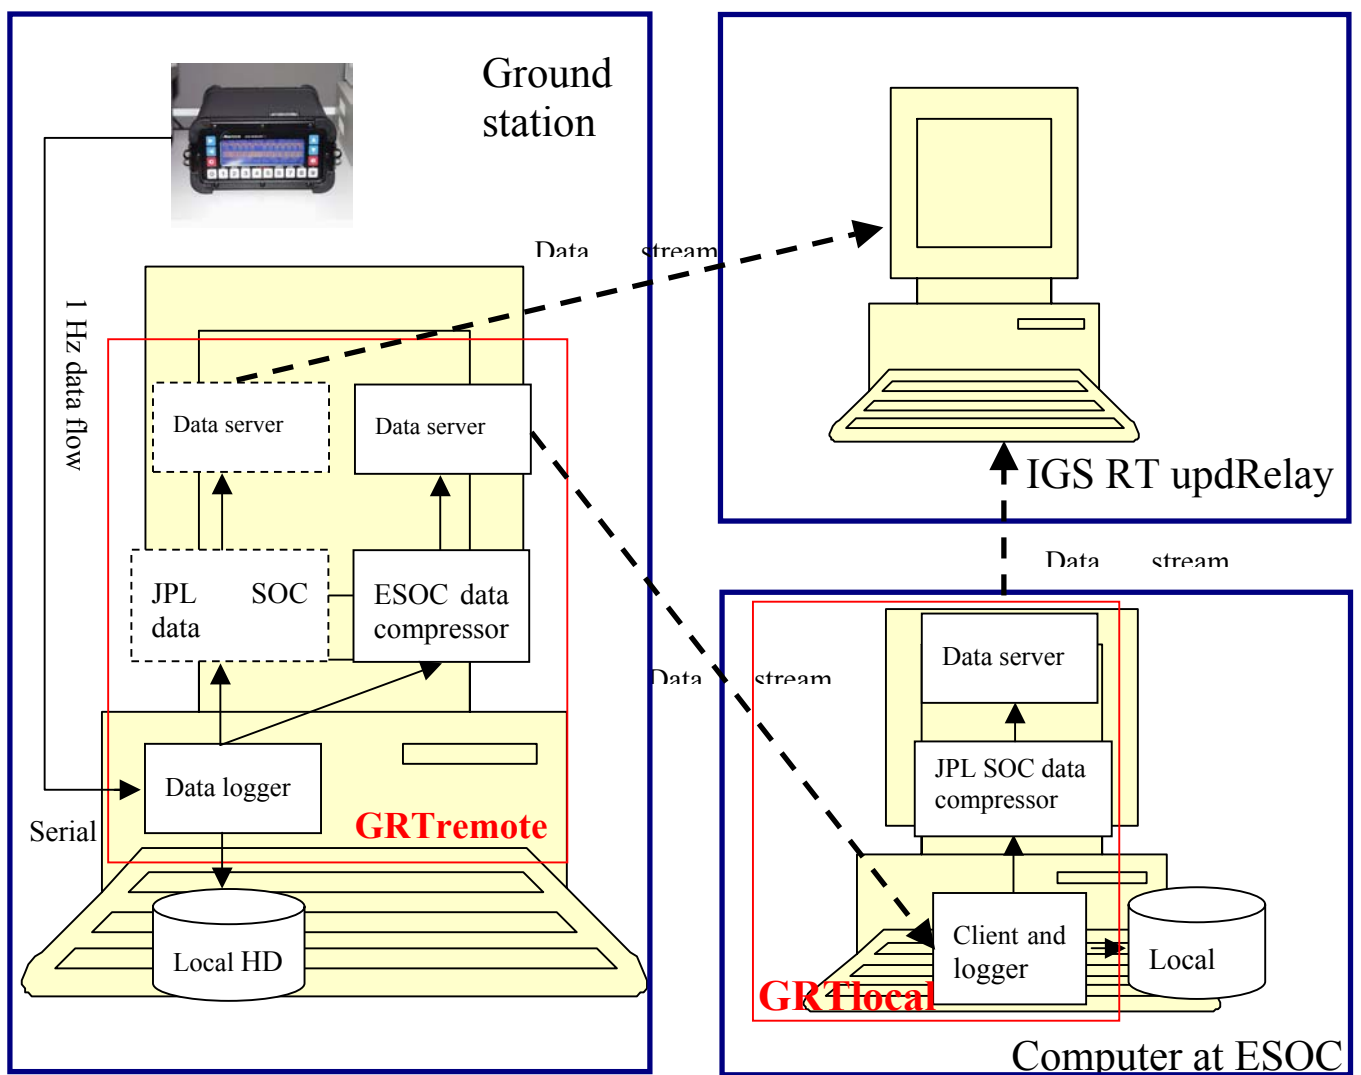 Ground
station
1 Hz data flow
Data stream
Data server
Data server
JPL SOC
data
ESOC data
compressor
Data logger
GRTremote
Serial
Local HD
IGS RT updRelay
Data stream
Data stream
Data server
JPL SOC data
compressor
Client and
logger
Local
GRTlocal
Computer at ESOC